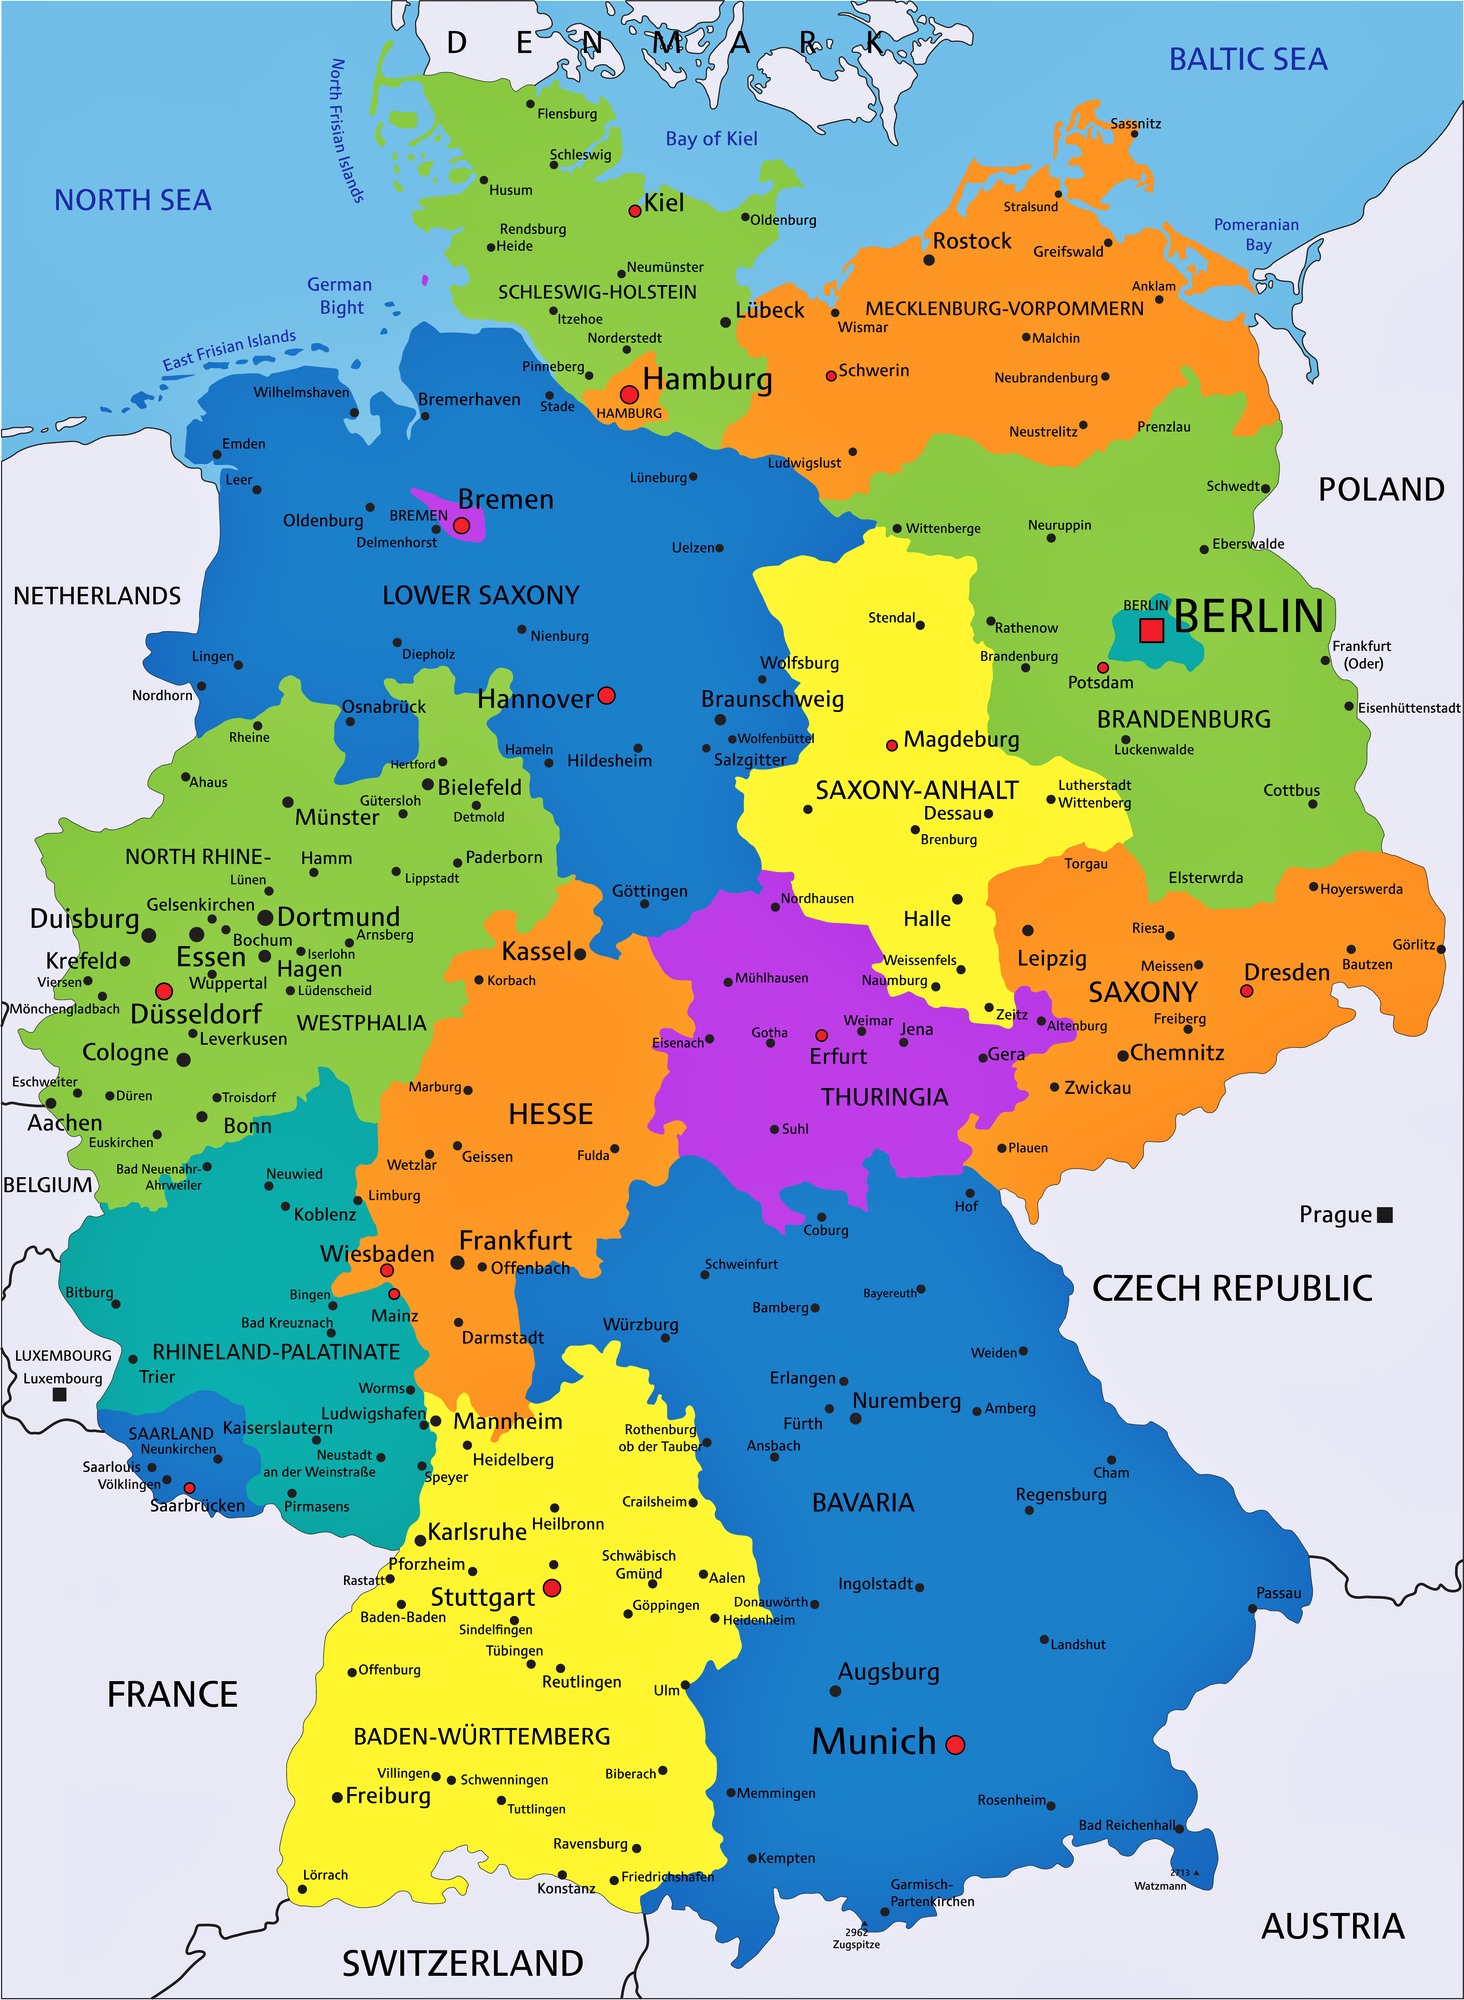 D E N M A R K
BALTIC SEA
North Frisian Islands
Flensburg
Sassnitz
Bay of Kiel
Schleswig
Husum
NORTH SEA
Kiel
Stralsund
Oldenburg
Rendsburg
Heide
Rostock
Greifswald
Pomeranian
Bay
Neumünster
German
Bight
SCHLESWIG-HOLSTEIN
Anklam
Itzehoe
Lübeck
MECKLENBURG-VORPOMMERN
Wismar
Norderstedt
Malchin
East Frisian Islands
Pinneberg
Hamburg
Schwerin
Neubrandenburg
Wilhelmshaven
Bremerhaven
Stade
HAMBURG
Neustrelitz
Prenzlau
Emden
Ludwigslust
Leer
Lüneburg
Schwedt
POLAND
Bremen
BREMEN
Oldenburg
Delmenhorst
Wittenberge
Neuruppin
Uelzen
Eberswalde
NETHERLANDS
LOWER SAXONY
BERLIN
BERLIN
Stendal
Rathenow
Nienburg
Diepholz
Lingen
Wolfsburg
Brandenburg
Frankfurt
(Oder)
Nordhorn
Potsdam
Hannover
Braunschweig
Osnabrück
Eisenhüttenstadt
BRANDENBURG
Rheine
Wolfenbüttel
Magdeburg
Luckenwalde
Hameln
Hildesheim
Salzgitter
Hertford
Ahaus
Bielefeld
SAXONY-ANHALT
Lutherstadt
Wittenberg
Cottbus
Gütersloh
Münster
Detmold
Dessau
Brenburg
NORTH RHINE-
Hamm
Paderborn
Torgau
Lünen
Lippstadt
Elsterwrda
Göttingen
Nordhausen
Hoyerswerda
Gelsenkirchen
Duisburg
Dortmund
Halle
Bochum
Arnsberg
Riesa
Görlitz
Krefeld
Essen
Iserlohn
Kassel
Weissenfels
Leipzig
Meissen
Bautzen
Hagen
Dresden
Viersen
Wuppertal
Lüdenscheid
Korbach
Mühlhausen
Naumburg
SAXONY
Mönchengladbach
Düsseldorf
WESTPHALIA
Zeitz
Altenburg
Freiberg
Leverkusen
Eisenach
Gotha
Weimar
Jena
Cologne
Erfurt
Gera
Chemnitz
Eschweiter
Düren
Troisdorf
Marburg
THURINGIA
Zwickau
Aachen
Bonn
HESSE
Euskirchen
Suhl
Plauen
Wetzlar
Geissen
Fulda
Bad Neuenahr-
Ahrweiler
BELGIUM
Neuwied
Limburg
Koblenz
Hof
Prague
Coburg
Wiesbaden
Frankfurt
Offenbach
Schweinfurt
CZECH REPUBLIC
Bitburg
Bingen
Bayereuth
Bad Kreuznach
Mainz
Bamberg
Würzburg
Darmstadt
LUXEMBOURG
RHINELAND-PALATINATE
Weiden
Luxembourg
Trier
Worms
Erlangen
Nuremberg
Ludwigshafen
Mannheim
Fürth
Amberg
SAARLAND
Kaiserslautern
Rothenburg
ob der Tauber
Neunkirchen
Ansbach
Neustadt
an der Weinstraße
Heidelberg
Saarlouis
Speyer
Cham
Völklingen
Saarbrücken
Pirmasens
Crailsheim
BAVARIA
Regensburg
Karlsruhe
Heilbronn
Pforzheim
Schwäbisch
Gmünd
Rastatt
Aalen
Ingolstadt
Stuttgart
Passau
Baden-Baden
Göppingen
Donauwörth
Heidenheim
Sindelfingen
Landshut
Tübingen
Offenburg
Reutlingen
Ulm
Augsburg
FRANCE
BADEN-WÜRTTEMBERG
Munich
Villingen
Schwenningen
Biberach
Freiburg
Tuttlingen
Memmingen
Rosenheim
Bad Reichenhall
Ravensburg
Kempten
Lörrach
Konstanz
Friedrichshafen
2713
Watzmann
Garmisch-
Partenkirchen
2962
Zugspitze
AUSTRIA
SWITZERLAND